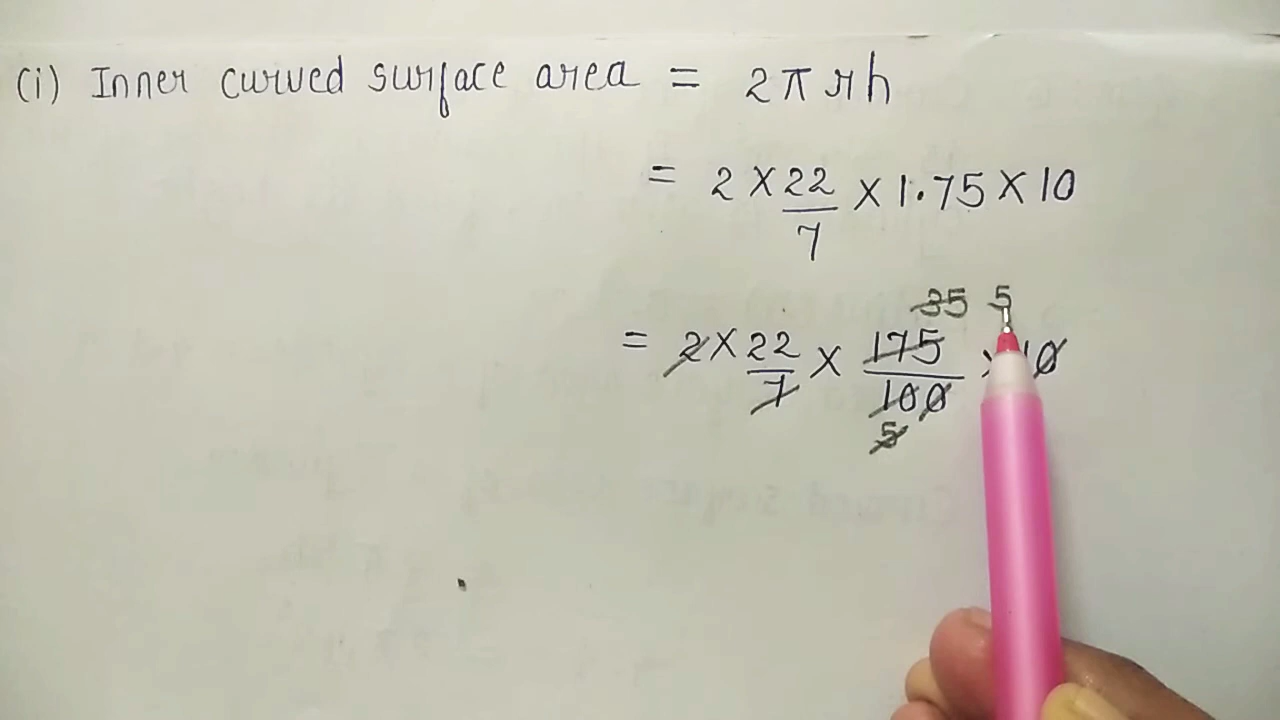 (i) Inner curved surface area = 2πrh
= 2 × 22/7 × 1.75 × 10
35 5
= 2 × 22/7 × 175/100 × 10
5